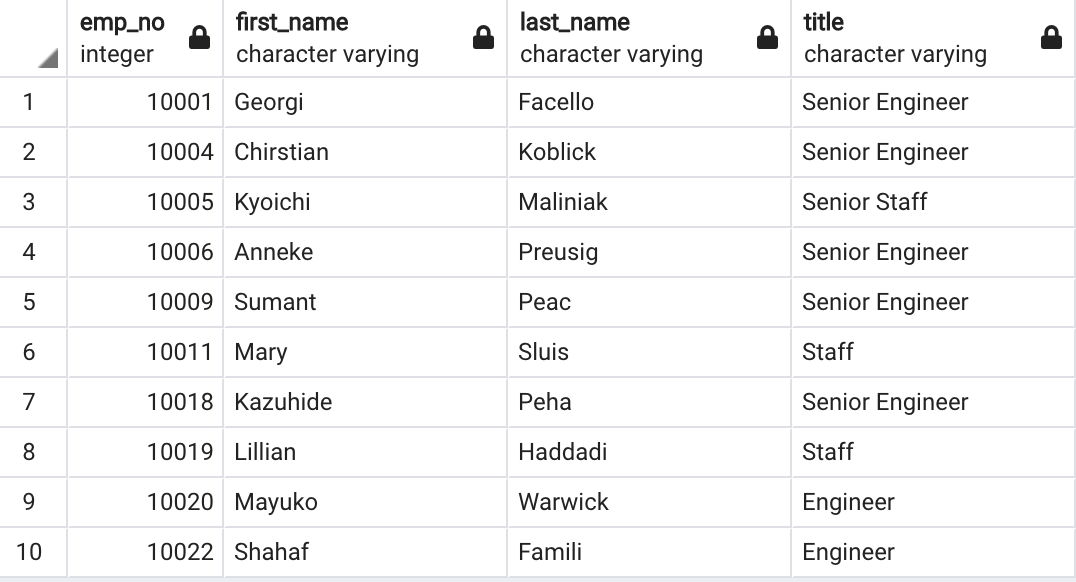 emp_no first_name last_name title
integer character varying character varying character varying
1 10001 Georgi Facello Senior Engineer
2 10004 Chirstian Koblick Senior Engineer
3 10005 Kyoichi Maliniak Senior Staff
4 10006 Anneke Preusig Senior Engineer
5 10009 Sumant Peac Senior Engineer
6 10011 Mary Sluis Staff
7 10018 Kazuhide Peha Senior Engineer
8 10019 Lillian Haddadi Staff
9 10020 Mayuko Warwick Engineer
10 10022 Shahaf Famili Engineer